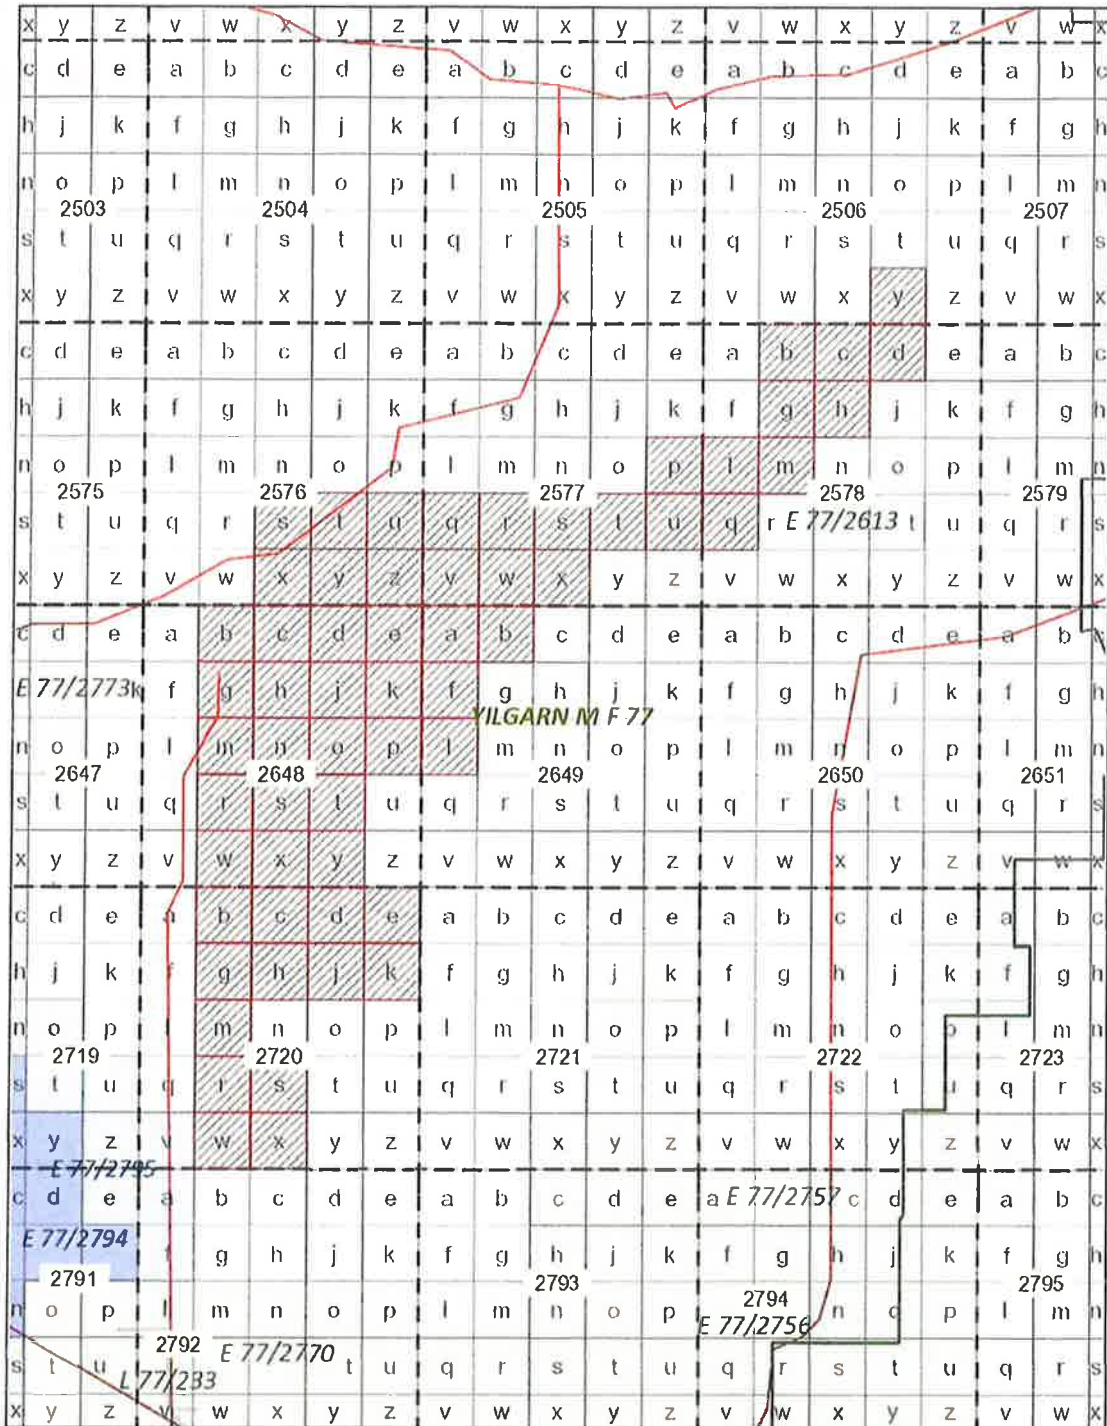 x y z v w x y z v w x y z v w x y z v w x
c d e a b c d e a b c d e a b c d e a b c
h j k f g h j k f g h j k f g h j k f g h
n o p l m n o p l m n o p l m n o p l m n
2503 2504 2505 2506 2507
s t u q r s t u q r s t u q r s t u q r s
x y z v w x y z v w x y z v w x y z v w x
c d e a b c d e a b c d e a b c d e a b c
h j k f g h j k f g h j k f g h j k f g h
n o p l m n o p l m n o p l m n o p l m n
2575 2576 2577 2578 2579
s t u q r s t u q r s t u q r E 77/2613 t u q r s
x y z v w x y z v w x y z v w x y z v w x
c d e a b c d e a b c d e a b c d e a b c
E 77/2773 k f g h j k f g h j k f g h j k f g h
YILGARN M F 77
n o p l m n o p l m n o p l m n o p l m n
2647 2648 2649 2650 2651
s t u q r s t u q r s t u q r s t u q r s
x y z v w x y z v w x y z v w x y z v w x
c d e a b c d e a b c d e a b c d e a b c
h j k f g h j k f g h j k f g h j k f g h
n o p l m n o p l m n o p l m n o p l m n
2719 2720 2721 2722 2723
s t u q r s t u q r s t u q r s t u q r s
x y z v w x y z v w x y z v w x y z v w x
E 77/2795
c d e a b c d e a b c d e a E 77/2757 c d e a b c
E 77/2794 f g h j k f g h j k f g h j k f g h
2791 2793 2795
n o p l m n o p l m n o p 2794 n o p l m n
E 77/2756
2792 E 77/2770
s t u t u q r s t u q r s t u q r s
L 77/233
x y z v w x y z v w x y z v w x y z v w x